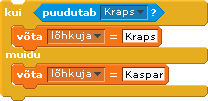 kui puudutab Kraps ?
võta lõhkuja = Kraps
muidu
võta lõhkuja = Kaspar